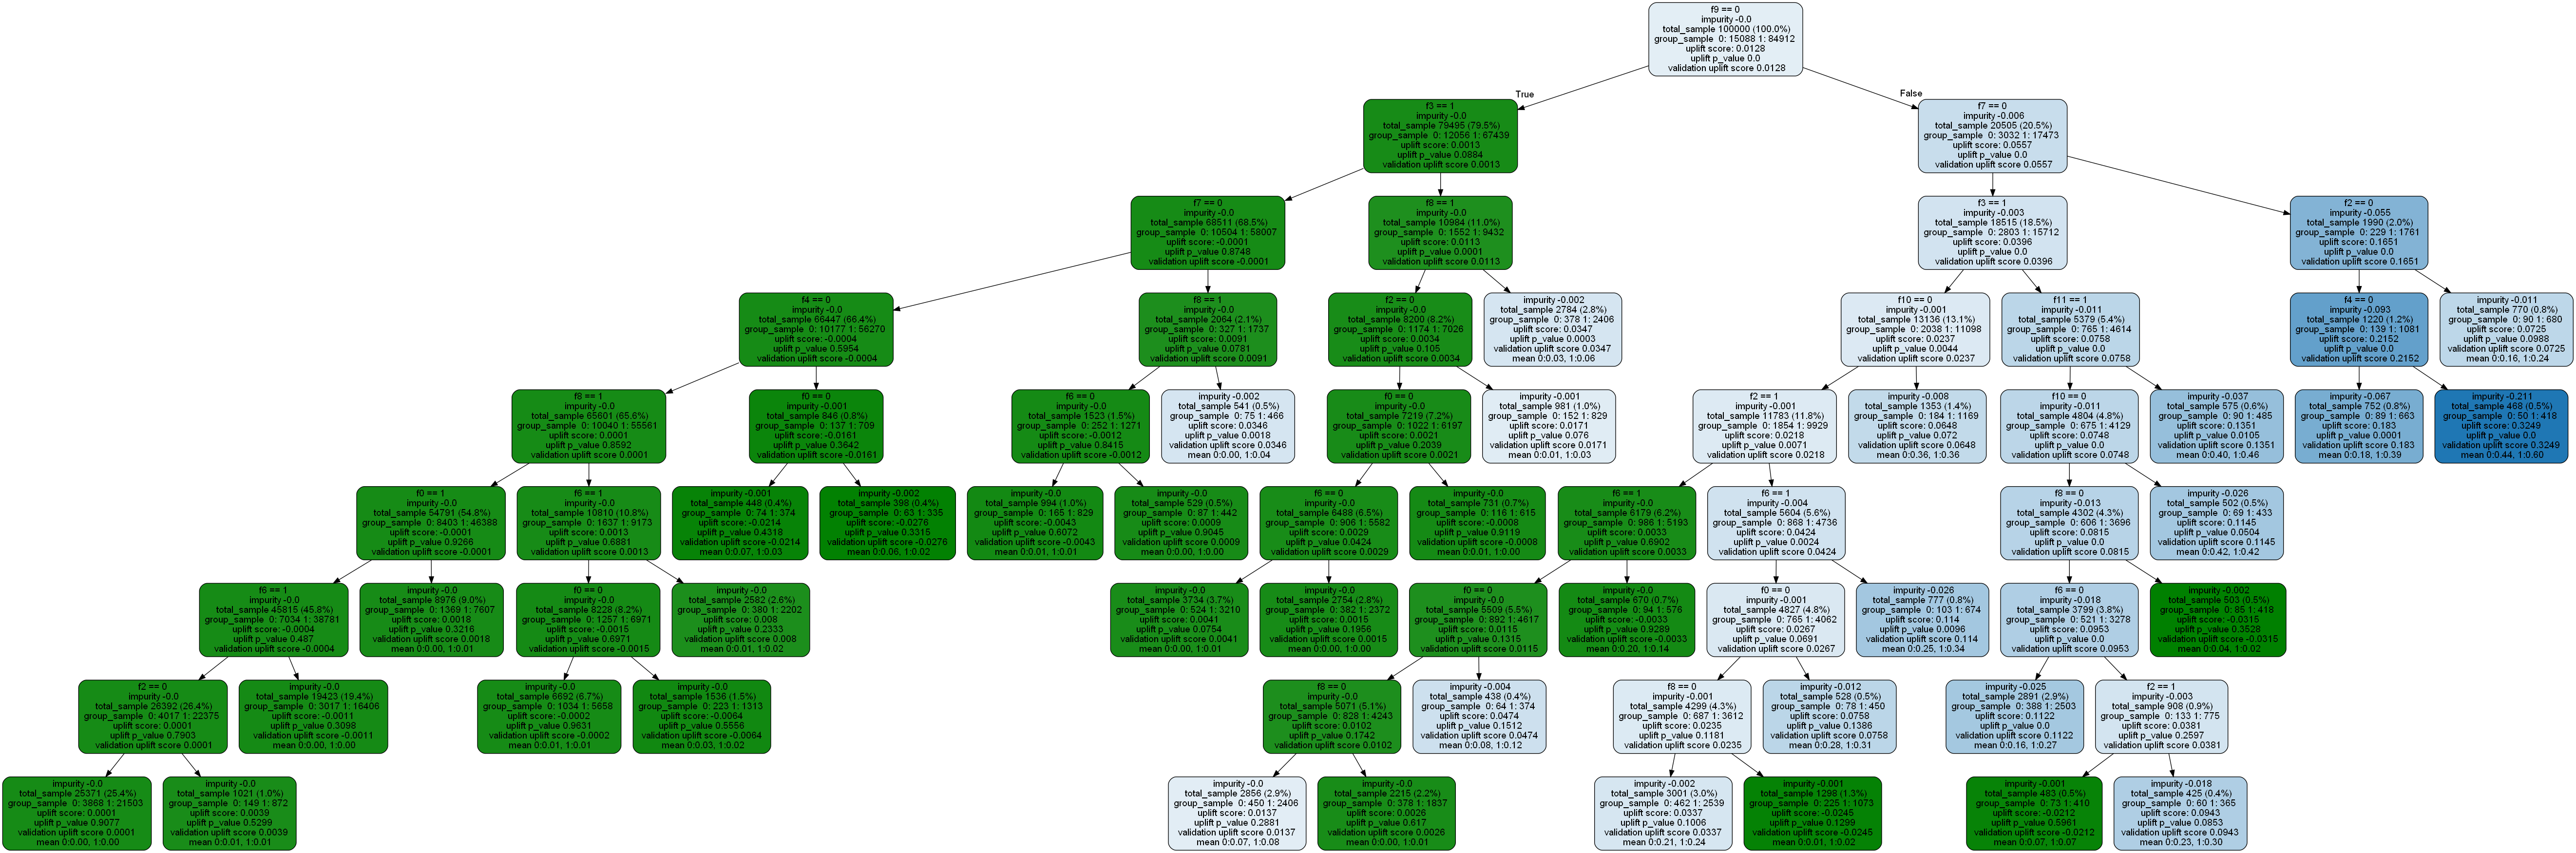 f9 == 0
impurity -0.0
total_sample 100000 (100.0%)
group_sample 0: 15088 1: 84912
uplift score: 0.0128
uplift p_value 0.0
validation uplift score 0.0128
True
False
f3 == 1
impurity -0.0
total_sample 79495 (79.5%)
group_sample 0: 12056 1: 67439
uplift score: 0.0013
uplift p_value 0.0884
validation uplift score 0.0013
f7 == 0
impurity -0.006
total_sample 20505 (20.5%)
group_sample 0: 3032 1: 17473
uplift score: 0.0557
uplift p_value 0.0
validation uplift score 0.0557
f7 == 0
impurity -0.0
total_sample 68511 (68.5%)
group_sample 0: 10504 1: 58007
uplift score: -0.0001
uplift p_value 0.8748
validation uplift score -0.0001
f8 == 1
impurity -0.0
total_sample 10984 (11.0%)
group_sample 0: 1552 1: 9432
uplift score: 0.0113
uplift p_value 0.0001
validation uplift score 0.0113
f3 == 1
impurity -0.003
total_sample 18515 (18.5%)
group_sample 0: 2803 1: 15712
uplift score: 0.0396
uplift p_value 0.0
validation uplift score 0.0396
f2 == 0
impurity -0.055
total_sample 1990 (2.0%)
group_sample 0: 229 1: 1761
uplift score: 0.1651
uplift p_value 0.0
validation uplift score 0.1651
f4 == 0
impurity -0.0
total_sample 66447 (66.4%)
group_sample 0: 10177 1: 56270
uplift score: -0.0004
uplift p_value 0.5954
validation uplift score -0.0004
f8 == 1
impurity -0.0
total_sample 2064 (2.1%)
group_sample 0: 327 1: 1737
uplift score: 0.0091
uplift p_value 0.0781
validation uplift score 0.0091
f2 == 0
impurity -0.0
total_sample 8200 (8.2%)
group_sample 0: 1174 1: 7026
uplift score: 0.0034
uplift p_value 0.105
validation uplift score 0.0034
impurity -0.002
total_sample 2784 (2.8%)
group_sample 0: 378 1: 2406
uplift score: 0.0347
uplift p_value 0.0003
validation uplift score 0.0347
mean 0:0.03, 1:0.06
f10 == 0
impurity -0.001
total_sample 13136 (13.1%)
group_sample 0: 2038 1: 11098
uplift score: 0.0237
uplift p_value 0.0044
validation uplift score 0.0237
f11 == 1
impurity -0.011
total_sample 5379 (5.4%)
group_sample 0: 765 1: 4614
uplift score: 0.0758
uplift p_value 0.0
validation uplift score 0.0758
f4 == 0
impurity -0.093
total_sample 1220 (1.2%)
group_sample 0: 139 1: 1081
uplift score: 0.2152
uplift p_value 0.0
validation uplift score 0.2152
impurity -0.011
total_sample 770 (0.8%)
group_sample 0: 90 1: 680
uplift score: 0.0725
uplift p_value 0.0988
validation uplift score 0.0725
mean 0:0.16, 1:0.24
f8 == 1
impurity -0.0
total_sample 65601 (65.6%)
group_sample 0: 10040 1: 55561
uplift score: 0.0001
uplift p_value 0.8592
validation uplift score 0.0001
f0 == 0
impurity -0.001
total_sample 846 (0.8%)
group_sample 0: 137 1: 709
uplift score: -0.0161
uplift p_value 0.3642
validation uplift score -0.0161
f6 == 0
impurity -0.0
total_sample 1523 (1.5%)
group_sample 0: 252 1: 1271
uplift score: -0.0012
uplift p_value 0.8415
validation uplift score -0.0012
impurity -0.002
total_sample 541 (0.5%)
group_sample 0: 75 1: 466
uplift score: 0.0346
uplift p_value 0.0018
validation uplift score 0.0346
mean 0:0.00, 1:0.04
f0 == 0
impurity -0.0
total_sample 7219 (7.2%)
group_sample 0: 1022 1: 6197
uplift score: 0.0021
uplift p_value 0.2039
validation uplift score 0.0021
impurity -0.001
total_sample 981 (1.0%)
group_sample 0: 152 1: 829
uplift score: 0.0171
uplift p_value 0.076
validation uplift score 0.0171
mean 0:0.01, 1:0.03
f2 == 1
impurity -0.001
total_sample 11783 (11.8%)
group_sample 0: 1854 1: 9929
uplift score: 0.0218
uplift p_value 0.0071
validation uplift score 0.0218
impurity -0.008
total_sample 1353 (1.4%)
group_sample 0: 184 1: 1169
uplift score: 0.0648
uplift p_value 0.072
validation uplift score 0.0648
mean 0:0.36, 1:0.36
f10 == 0
impurity -0.011
total_sample 4804 (4.8%)
group_sample 0: 675 1: 4129
uplift score: 0.0748
uplift p_value 0.0
validation uplift score 0.0748
impurity -0.037
total_sample 575 (0.6%)
group_sample 0: 90 1: 485
uplift score: 0.1351
uplift p_value 0.0105
validation uplift score 0.1351
mean 0:0.40, 1:0.46
impurity -0.067
total_sample 752 (0.8%)
group_sample 0: 89 1: 663
uplift score: 0.183
uplift p_value 0.0001
validation uplift score 0.183
mean 0:0.18, 1:0.39
impurity -0.211
total_sample 468 (0.5%)
group_sample 0: 50 1: 418
uplift score: 0.3249
uplift p_value 0.0
validation uplift score 0.3249
mean 0:0.44, 1:0.60
f0 == 1
impurity -0.0
total_sample 54791 (54.8%)
group_sample 0: 8403 1: 46388
uplift score: -0.0001
uplift p_value 0.9266
validation uplift score -0.0001
f6 == 1
impurity -0.0
total_sample 10810 (10.8%)
group_sample 0: 1637 1: 9173
uplift score: 0.0013
uplift p_value 0.6881
validation uplift score 0.0013
impurity -0.001
total_sample 448 (0.4%)
group_sample 0: 74 1: 374
uplift score: -0.0214
uplift p_value 0.4318
validation uplift score -0.0214
mean 0:0.07, 1:0.03
impurity -0.002
total_sample 398 (0.4%)
group_sample 0: 63 1: 335
uplift score: -0.0276
uplift p_value 0.3315
validation uplift score -0.0276
mean 0:0.06, 1:0.02
impurity -0.0
total_sample 994 (1.0%)
group_sample 0: 165 1: 829
uplift score: -0.0043
uplift p_value 0.6072
validation uplift score -0.0043
mean 0:0.01, 1:0.01
impurity -0.0
total_sample 529 (0.5%)
group_sample 0: 87 1: 442
uplift score: 0.0009
uplift p_value 0.9045
validation uplift score 0.0009
mean 0:0.00, 1:0.00
f6 == 0
impurity -0.0
total_sample 6488 (6.5%)
group_sample 0: 906 1: 5582
uplift score: 0.0029
uplift p_value 0.0424
validation uplift score 0.0029
impurity -0.0
total_sample 731 (0.7%)
group_sample 0: 116 1: 615
uplift score: -0.0008
uplift p_value 0.9119
validation uplift score -0.0008
mean 0:0.01, 1:0.00
f6 == 1
impurity -0.0
total_sample 6179 (6.2%)
group_sample 0: 986 1: 5193
uplift score: 0.0033
uplift p_value 0.6902
validation uplift score 0.0033
f6 == 1
impurity -0.004
total_sample 5604 (5.6%)
group_sample 0: 868 1: 4736
uplift score: 0.0424
uplift p_value 0.0024
validation uplift score 0.0424
f8 == 0
impurity -0.013
total_sample 4302 (4.3%)
group_sample 0: 606 1: 3696
uplift score: 0.0815
uplift p_value 0.0
validation uplift score 0.0815
impurity -0.026
total_sample 502 (0.5%)
group_sample 0: 69 1: 433
uplift score: 0.1145
uplift p_value 0.0504
validation uplift score 0.1145
mean 0:0.42, 1:0.42
f6 == 1
impurity -0.0
total_sample 45815 (45.8%)
group_sample 0: 7034 1: 38781
uplift score: -0.0004
uplift p_value 0.487
validation uplift score -0.0004
impurity -0.0
total_sample 8976 (9.0%)
group_sample 0: 1369 1: 7607
uplift score: 0.0018
uplift p_value 0.3216
validation uplift score 0.0018
mean 0:0.00, 1:0.01
f0 == 0
impurity -0.0
total_sample 8228 (8.2%)
group_sample 0: 1257 1: 6971
uplift score: -0.0015
uplift p_value 0.6971
validation uplift score -0.0015
impurity -0.0
total_sample 2582 (2.6%)
group_sample 0: 380 1: 2202
uplift score: 0.008
uplift p_value 0.2333
validation uplift score 0.008
mean 0:0.01, 1:0.02
impurity -0.0
total_sample 3734 (3.7%)
group_sample 0: 524 1: 3210
uplift score: 0.0041
uplift p_value 0.0754
validation uplift score 0.0041
mean 0:0.00, 1:0.01
impurity -0.0
total_sample 2754 (2.8%)
group_sample 0: 382 1: 2372
uplift score: 0.0015
uplift p_value 0.1956
validation uplift score 0.0015
mean 0:0.00, 1:0.00
f0 == 0
impurity -0.0
total_sample 5509 (5.5%)
group_sample 0: 892 1: 4617
uplift score: 0.0115
uplift p_value 0.1315
validation uplift score 0.0115
impurity -0.0
total_sample 670 (0.7%)
group_sample 0: 94 1: 576
uplift score: -0.0033
uplift p_value 0.9289
validation uplift score -0.0033
mean 0:0.20, 1:0.14
f0 == 0
impurity -0.001
total_sample 4827 (4.8%)
group_sample 0: 765 1: 4062
uplift score: 0.0267
uplift p_value 0.0691
validation uplift score 0.0267
impurity -0.026
total_sample 777 (0.8%)
group_sample 0: 103 1: 674
uplift score: 0.114
uplift p_value 0.0096
validation uplift score 0.114
mean 0:0.25, 1:0.34
f6 == 0
impurity -0.018
total_sample 3799 (3.8%)
group_sample 0: 521 1: 3278
uplift score: 0.0953
uplift p_value 0.0
validation uplift score 0.0953
impurity -0.002
total_sample 503 (0.5%)
group_sample 0: 85 1: 418
uplift score: -0.0315
uplift p_value 0.3528
validation uplift score -0.0315
mean 0:0.04, 1:0.02
f2 == 0
impurity -0.0
total_sample 26392 (26.4%)
group_sample 0: 4017 1: 22375
uplift score: 0.0001
uplift p_value 0.7903
validation uplift score 0.0001
impurity -0.0
total_sample 19423 (19.4%)
group_sample 0: 3017 1: 16406
uplift score: -0.0011
uplift p_value 0.3098
validation uplift score -0.0011
mean 0:0.00, 1:0.00
impurity -0.0
total_sample 6692 (6.7%)
group_sample 0: 1034 1: 5658
uplift score: -0.0002
uplift p_value 0.9631
validation uplift score -0.0002
mean 0:0.01, 1:0.01
impurity -0.0
total_sample 1536 (1.5%)
group_sample 0: 223 1: 1313
uplift score: -0.0064
uplift p_value 0.5556
validation uplift score -0.0064
mean 0:0.03, 1:0.02
f8 == 0
impurity -0.0
total_sample 5071 (5.1%)
group_sample 0: 828 1: 4243
uplift score: 0.0102
uplift p_value 0.1742
validation uplift score 0.0102
impurity -0.004
total_sample 438 (0.4%)
group_sample 0: 64 1: 374
uplift score: 0.0474
uplift p_value 0.1512
validation uplift score 0.0474
mean 0:0.08, 1:0.12
f8 == 0
impurity -0.001
total_sample 4299 (4.3%)
group_sample 0: 687 1: 3612
uplift score: 0.0235
uplift p_value 0.1181
validation uplift score 0.0235
impurity -0.012
total_sample 528 (0.5%)
group_sample 0: 78 1: 450
uplift score: 0.0758
uplift p_value 0.1386
validation uplift score 0.0758
mean 0:0.28, 1:0.31
impurity -0.025
total_sample 2891 (2.9%)
group_sample 0: 388 1: 2503
uplift score: 0.1122
uplift p_value 0.0
validation uplift score 0.1122
mean 0:0.16, 1:0.27
f2 == 1
impurity -0.003
total_sample 908 (0.9%)
group_sample 0: 133 1: 775
uplift score: 0.0381
uplift p_value 0.2597
validation uplift score 0.0381
impurity -0.0
total_sample 25371 (25.4%)
group_sample 0: 3868 1: 21503
uplift score: 0.0001
uplift p_value 0.9077
validation uplift score 0.0001
mean 0:0.00, 1:0.00
impurity -0.0
total_sample 1021 (1.0%)
group_sample 0: 149 1: 872
uplift score: 0.0039
uplift p_value 0.5299
validation uplift score 0.0039
mean 0:0.01, 1:0.01
impurity -0.0
total_sample 2856 (2.9%)
group_sample 0: 450 1: 2406
uplift score: 0.0137
uplift p_value 0.2881
validation uplift score 0.0137
mean 0:0.07, 1:0.08
impurity -0.0
total_sample 2215 (2.2%)
group_sample 0: 378 1: 1837
uplift score: 0.0026
uplift p_value 0.617
validation uplift score 0.0026
mean 0:0.00, 1:0.01
impurity -0.002
total_sample 3001 (3.0%)
group_sample 0: 462 1: 2539
uplift score: 0.0337
uplift p_value 0.1006
validation uplift score 0.0337
mean 0:0.21, 1:0.24
impurity -0.001
total_sample 1298 (1.3%)
group_sample 0: 225 1: 1073
uplift score: -0.0245
uplift p_value 0.1299
validation uplift score -0.0245
mean 0:0.01, 1:0.02
impurity -0.001
total_sample 483 (0.5%)
group_sample 0: 73 1: 410
uplift score: -0.0212
uplift p_value 0.5961
validation uplift score -0.0212
mean 0:0.07, 1:0.07
impurity -0.018
total_sample 425 (0.4%)
group_sample 0: 60 1: 365
uplift score: 0.0943
uplift p_value 0.0853
validation uplift score 0.0943
mean 0:0.23, 1:0.30